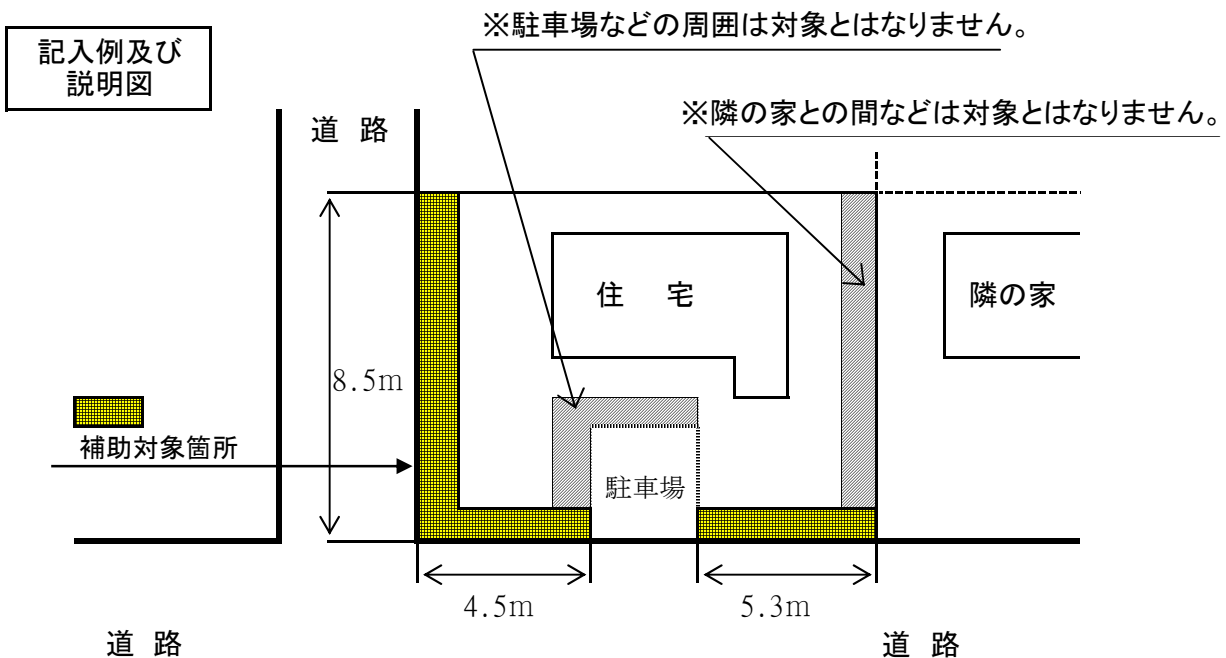 ※駐車場などの周囲は対象とはなりません。
記入例及び
説明図
※隣の家との間などは対象とはなりません。
道 路
住 宅
隣の家
8.5m
補助対象箇所
駐車場
4.5m
5.3m
道 路
道 路